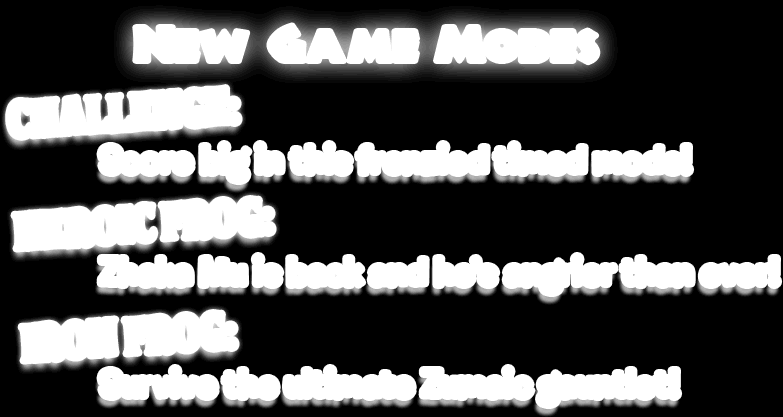 New Game Modes
CHALLENGE:
Score big in this frenzied timed mode!
HEROIC FROG:
Zhaka Mu is back and he's angrier than ever!
IRON FROG:
Survive the ultimate Zumaic gauntlet!